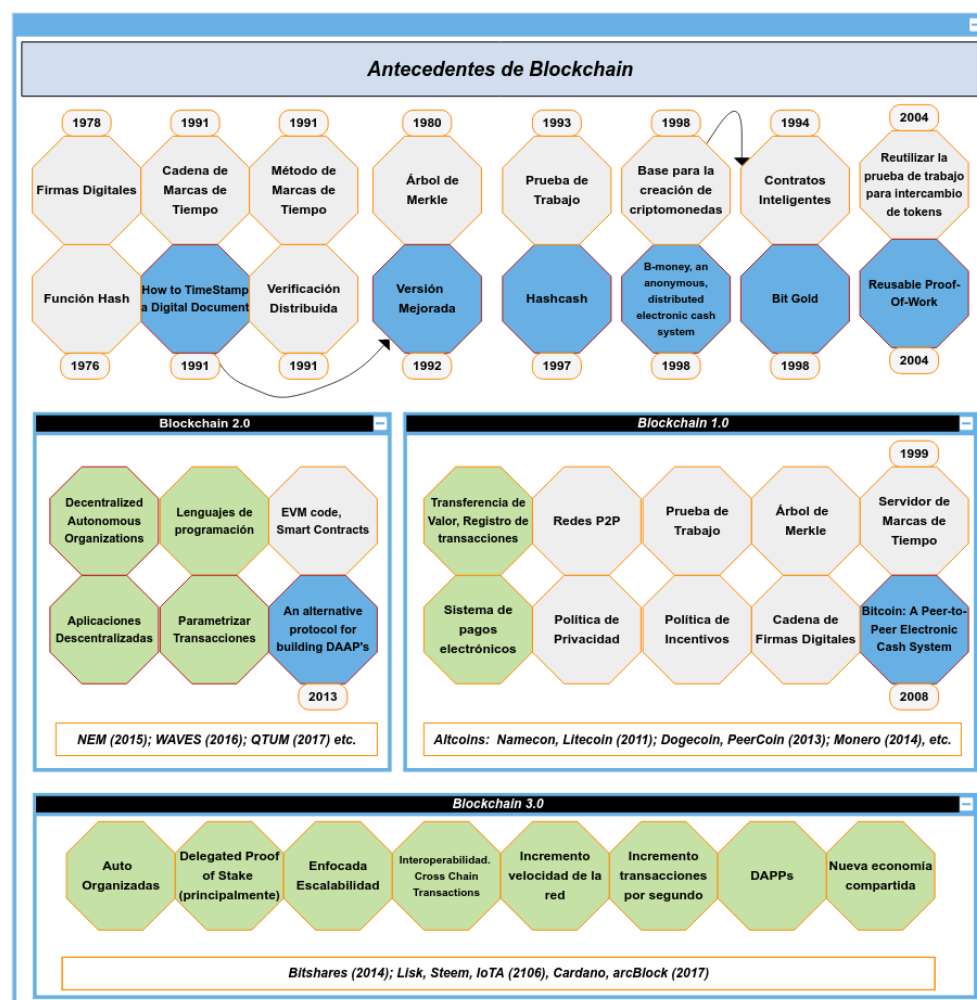 Antecedentes de Blockchain
1978
1991
1991
1980
1993
1998
1994
2004
Firmas Digitales
Cadena de
Marcas de
Tiempo
Método de
Marcas de
Tiempo
Árbol de
Merkle
Prueba de
Trabajo
Base para la
creación de
criptomonedas
Contratos
Inteligentes
Reutilizar la
prueba de trabajo
para intercambio
de tokens
Función Hash
How to TimeStamp
a Digital Document
Verificación
Distribuida
Versión
Mejorada
Hashcash
B-money, an
anonymous,
distributed
electronic cash
system
Bit Gold
Reusable Proof-
Of-Work
1976
1991
1991
1992
1997
1998
1998
2004
Blockchain 2.0
Decentralized
Autonomous
Organizations
Lenguajes de
programación
EVM code,
Smart Contracts
Aplicaciones
Descentralizadas
Parametrizar
Transacciones
An alternative
protocol for
building DAAP's
2013
NEM (2015); WAVES (2016); QTUM (2017) etc.
Blockchain 1.0
1999
Transferencia de
Valor, Registro de
transacciones
Redes P2P
Prueba de
Trabajo
Árbol de
Merkle
Servidor de
Marcas de
Tiempo
Sistema de
pagos
electrónicos
Política de
Privacidad
Política de
Incentivos
Cadena de
Firmas Digitales
Bitcoin: A Peer-to-
Peer Electronic
Cash System
2008
Altcoins: Namecon, Litecoin (2011); Dogecoin, PeerCoin (2013); Monero (2014), etc.
Blockchain 3.0
Auto
Organizadas
Delegated Proof
of Stake
(principalmente)
Enfocada
Escalabilidad
Interoperabilidad.
Cross Chain
Transactions
Incremento
velocidad de la
red
Incremento
transacciones
por segundo
DAPPs
Nueva economía
compartida
Bitshares (2014); Lisk, Steem, IoTA (2106), Cardano, arcBlock (2017)